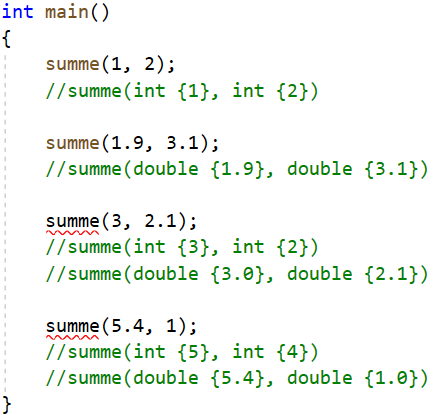 int main()
{
summe(1, 2);
//summe(int {1}, int {2})
summe(1.9, 3.1);
//summe(double {1.9}, double {3.1})
summe(3, 2.1);
//summe(int {3}, int {2})
//summe(double {3.0}, double {2.1})
summe(5.4, 1);
//summe(int {5}, int {4})
//summe(double {5.4}, double {1.0})
}